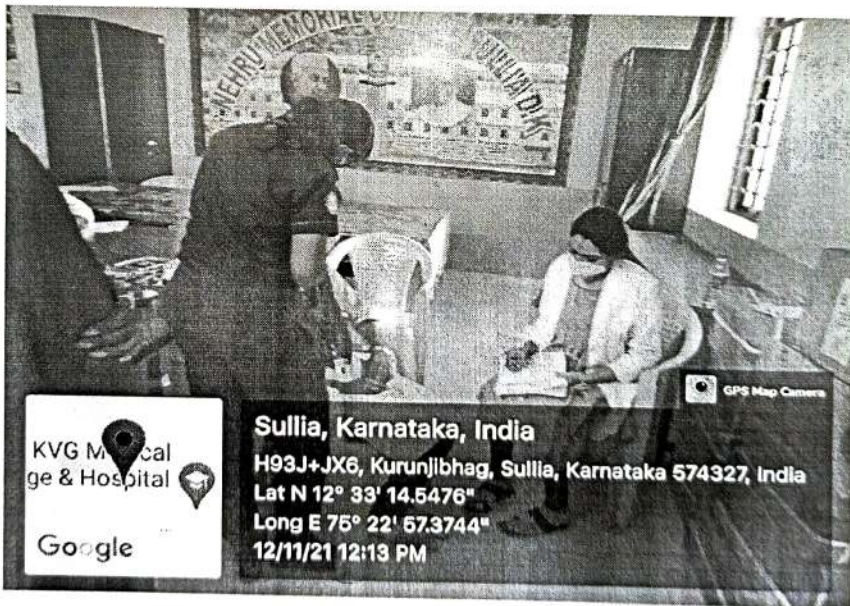 NEHRU MEMORIAL
SULLIA D.K
GPS Map Camera
KVG M cal
ge & Hospital
Google
Sullia, Karnataka, India
H93J+JX6, Kurunjibhag, Sullia, Karnataka 574327, India
Lat N 12° 33' 14.5476"
Long E 75° 22' 57.3744"
12/11/21 12:13 PM